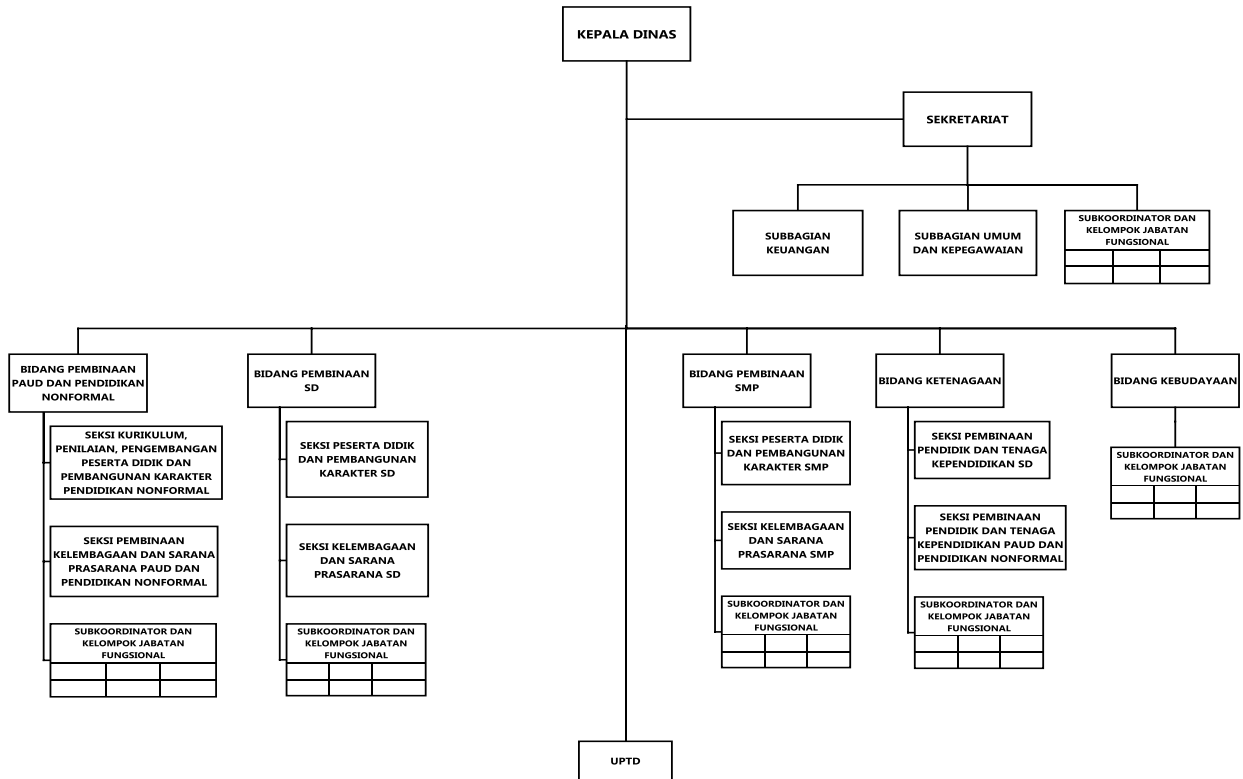 KEPALA DINAS
SEKRETARIAT
SUBBAGIAN
KEUANGAN
SUBBAGIAN UMUM
DAN KEPEGAWAIAN
SUBKOORDINATOR DAN
KELOMPOK JABATAN
FUNGSIONAL
BIDANG PEMBINAAN
PAUD DAN PENDIDIKAN
NONFORMAL
SEKSI KURIKULUM,
PENILAIAN, PENGEMBANGAN
PESERTA DIDIK DAN
PEMBANGUNAN KARAKTER
PENDIDIKAN NONFORMAL
SEKSI PEMBINAAN
KELEMBAGAAN DAN SARANA
PRASARANA PAUD DAN
PENDIDIKAN NONFORMAL
SUBKOORDINATOR DAN
KELOMPOK JABATAN
FUNGSIONAL
BIDANG PEMBINAAN
SD
SEKSI PESERTA DIDIK
DAN PEMBANGUNAN
KARAKTER SD
SEKSI KELEMBAGAAN
DAN SARANA
PRASARANA SD
SUBKOORDINATOR DAN
KELOMPOK JABATAN
FUNGSIONAL
BIDANG PEMBINAAN
SMP
SEKSI PESERTA DIDIK
DAN PEMBANGUNAN
KARAKTER SMP
SEKSI KELEMBAGAAN
DAN SARANA
PRASARANA SMP
SUBKOORDINATOR DAN
KELOMPOK JABATAN
FUNGSIONAL
BIDANG KETENAGAAN
SEKSI PEMBINAAN
PENDIDIK DAN TENAGA
KEPENDIDIKAN SD
SEKSI PEMBINAAN
PENDIDIK DAN TENAGA
KEPENDIDIKAN PAUD DAN
PENDIDIKAN NONFORMAL
SUBKOORDINATOR DAN
KELOMPOK JABATAN
FUNGSIONAL
BIDANG KEBUDAYAAN
SUBKOORDINATOR DAN
KELOMPOK JABATAN
FUNGSIONAL
UPTD